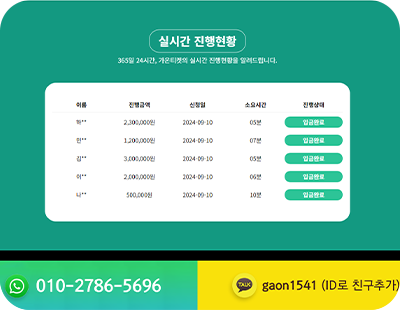 실시간 진행현황
365일 24시간, 가온티켓의 실시간 진행현황을 알려드립니다.
이름 진행금액 신청일 소요시간 진행상태
하** 2,300,000원 2024-09-10 05분 입금완료
민** 1,200,000원 2024-09-10 07분 입금완료
김** 3,000,000원 2024-09-10 05분 입금완료
이** 2,000,000원 2024-09-10 06분 입금완료
나** 500,000원 2024-09-10 10분 입금완료
010-2786-5696
TALK gaon1541 (ID로 친구추가)